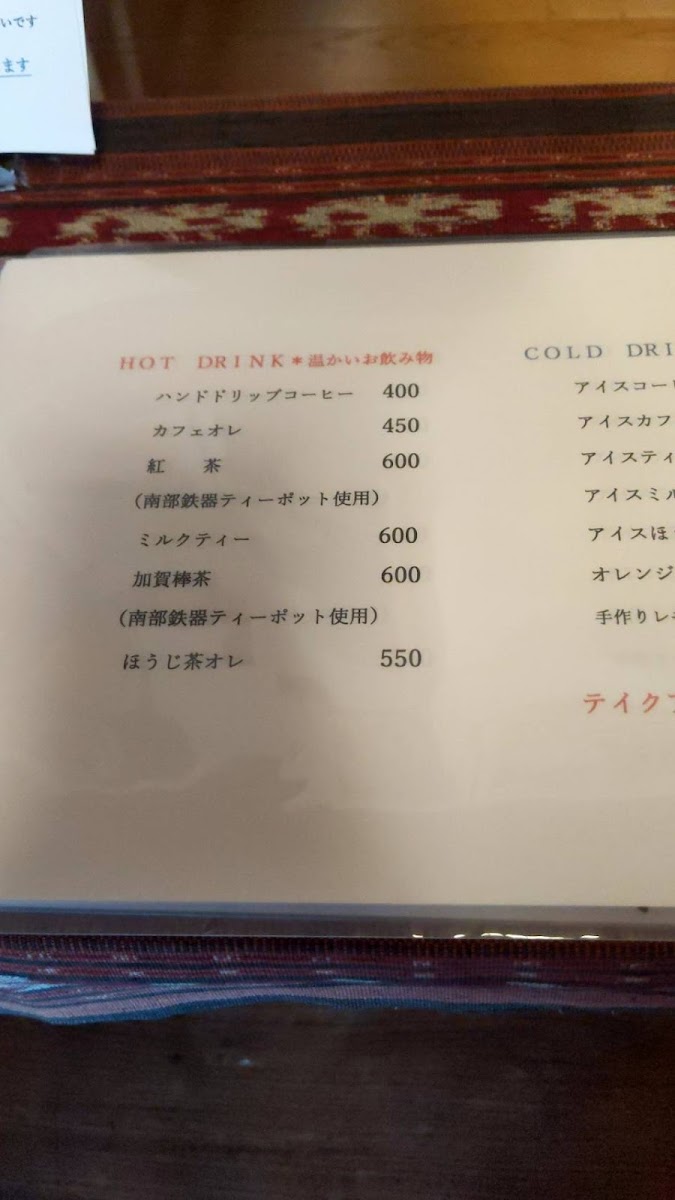 いです
ます
HOT DRINK＊温かいお飲み物
ハンドドリップコーヒー 400
カフェオレ 450
紅 茶 600
（南部鉄器ティーポット使用）
ミルクティー 600
加賀棒茶 600
（南部鉄器ティーポット使用）
ほうじ茶オレ 550
COLD DRI
アイスコー
アイスカフ
アイスティ
アイスミル
アイスほ
オレンジ
手作りレ
テイク